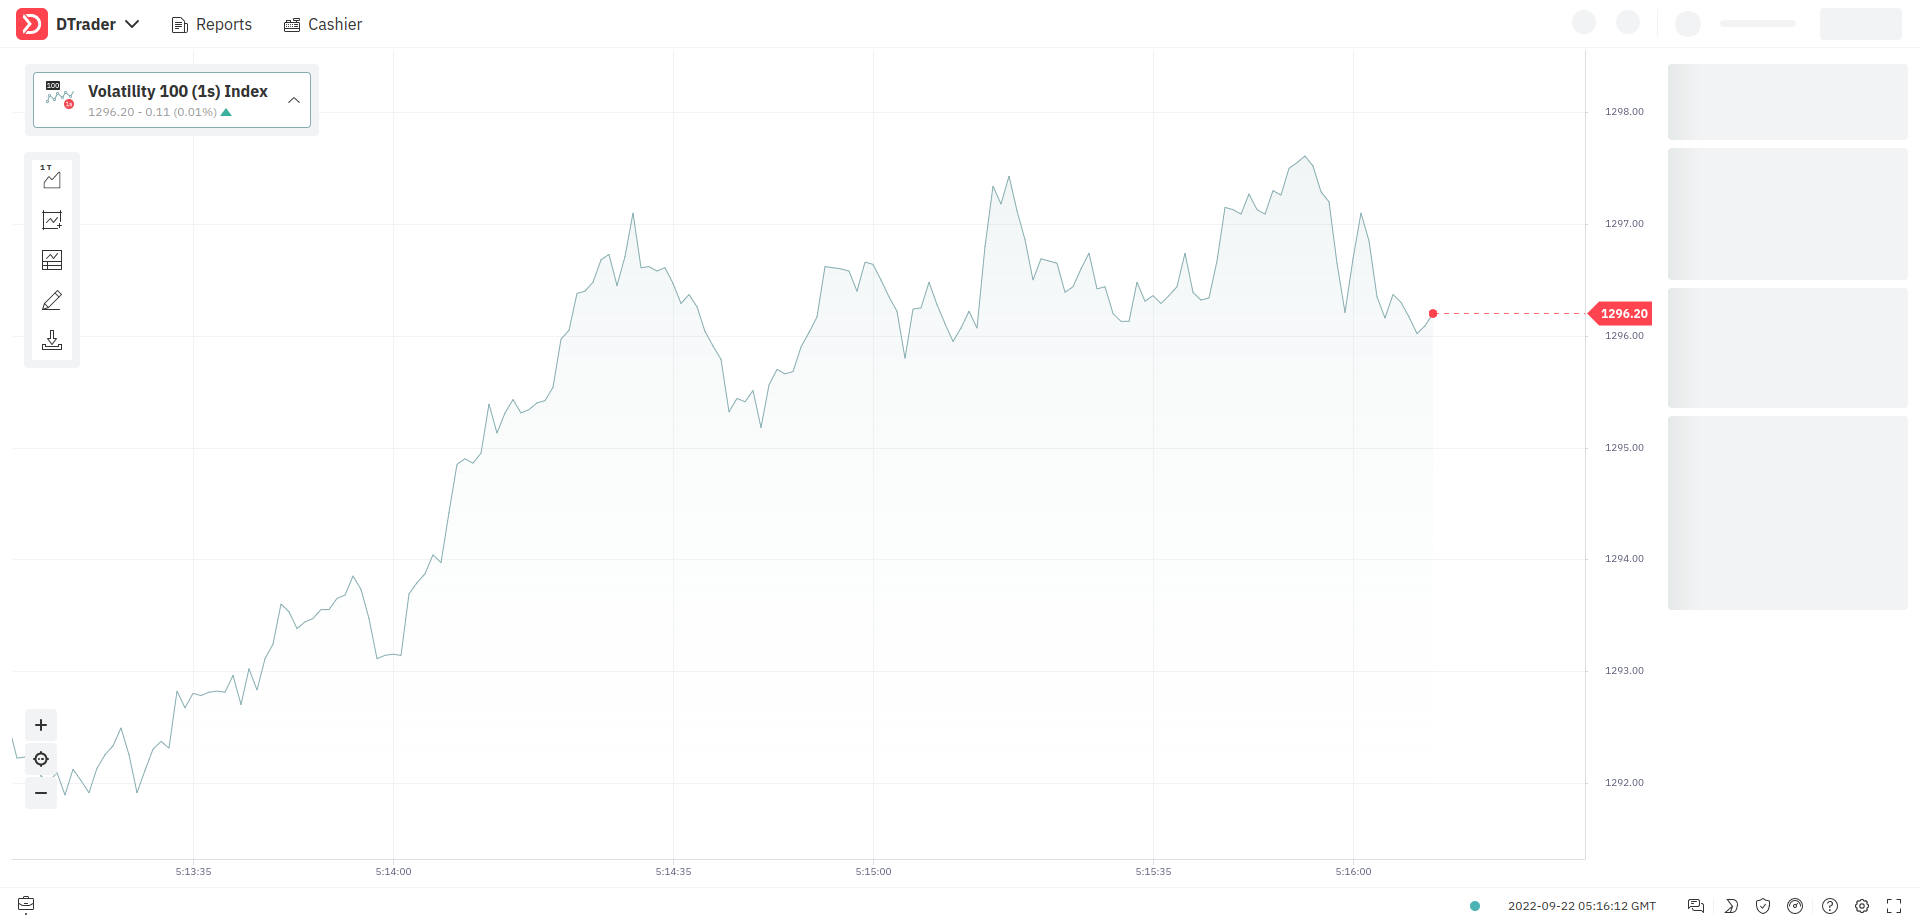 DTrader
Reports
Cashier
100
1s
Volatility 100 (1s) Index
1296.20 - 0.11 (0.01%)
1T
1298.00
1297.00
1296.20
1296.00
1295.00
1294.00
1293.00
1292.00
5:13:35
5:14:00
5:14:35
5:15:00
5:15:35
5:16:00
2022-09-22 05:16:12 GMT